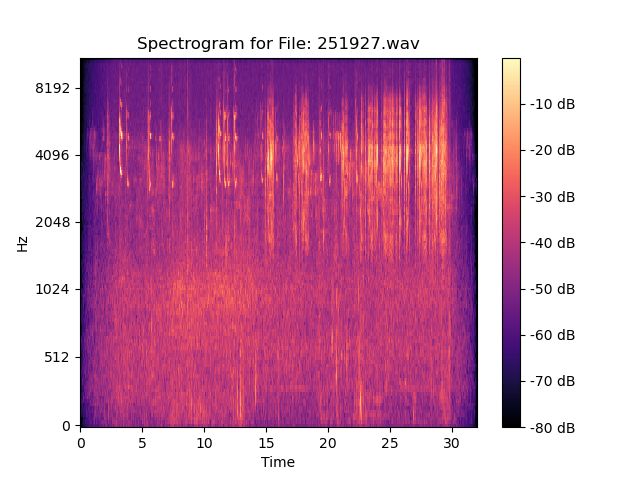 Spectrogram for File: 251927.wav
8192
4096
2048
1024
512
0
Hz
0 5 10 15 20 25 30
Time
-10 dB
-20 dB
-30 dB
-40 dB
-50 dB
-60 dB
-70 dB
-80 dB